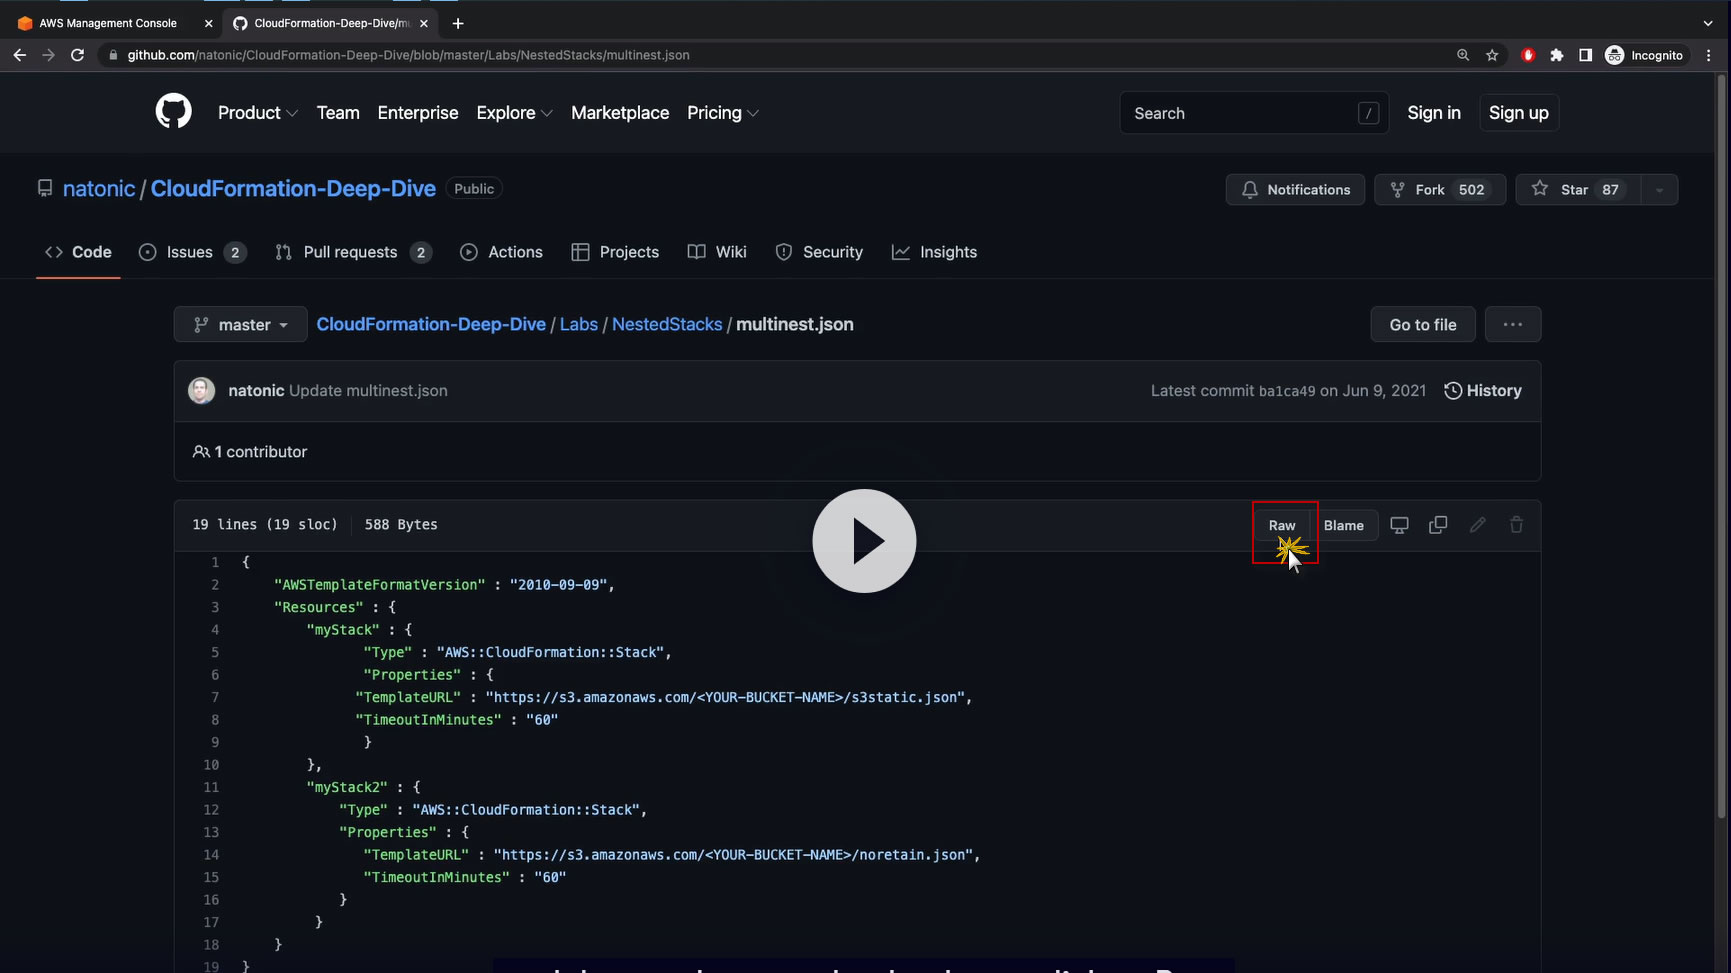 AWS Management Console
CloudFormation-Deep-Dive/mu
github.com/natonic/CloudFormation-Deep-Dive/blob/master/Labs/NestedStacks/multinest.json
Incognito
Product Team Enterprise Explore Marketplace Pricing
Search /
Sign in Sign up
natonic / CloudFormation-Deep-Dive Public
Notifications Fork 502 Star 87
Code Issues 2 Pull requests 2 Actions Projects Wiki Security Insights
master CloudFormation-Deep-Dive / Labs / NestedStacks / multinest.json
Go to file ...
natonic Update multinest.json
Latest commit ba1ca49 on Jun 9, 2021 History
1 contributor
19 lines (19 sloc) 588 Bytes
Raw Blame
1 {
2 "AWSTemplateFormatVersion" : "2010-09-09",
3 "Resources" : {
4 "myStack" : {
5 "Type" : "AWS::CloudFormation::Stack",
6 "Properties" : {
7 "TemplateURL" : "https://s3.amazonaws.com/<YOUR-BUCKET-NAME>/s3static.json",
8 "TimeoutInMinutes" : "60"
9 }
10 },
11 "myStack2" : {
12 "Type" : "AWS::CloudFormation::Stack",
13 "Properties" : {
14 "TemplateURL" : "https://s3.amazonaws.com/<YOUR-BUCKET-NAME>/noretain.json",
15 "TimeoutInMinutes" : "60"
16 }
17 }
18 }
19 }